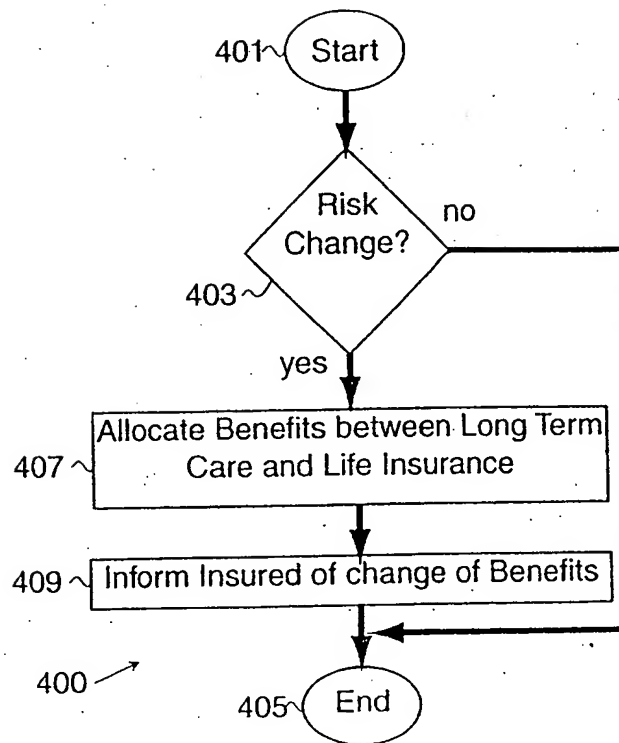 401
Start
Risk
Change?
no
403
yes
Allocate Benefits between Long Term
Care and Life Insurance
407
Inform Insured of change of Benefits
409
400
405
End